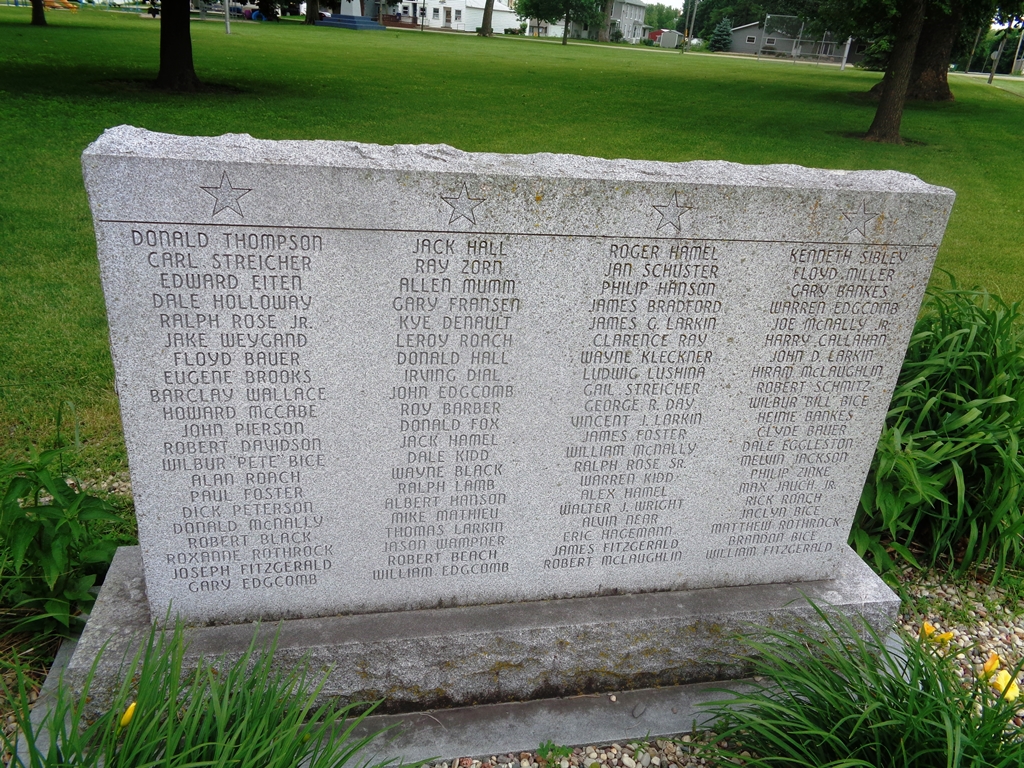 DONALD THOMPSON
CARL STREICHER
EDWARD EITEN
DALE HOLLOWAY
RALPH ROSE JR.
JAKE WEYGAND
FLOYD BAUER
EUGENE BROOKS
BARCLAY WALLACE
HOWARD McCABE
JOHN PIERSON
ROBERT DAVIDSON
WILBUR "PETE" BICE
ALAN ROACH
PAUL FOSTER
DICK PETERSON
DONALD McNALLY
ROBERT BLACK
ROXANNE ROTHROCK
JOSEPH FITZGERALD
GARY EDGCOMB
JACK HALL
RAY ZORN
ALLEN MUMM
GARY FRANSEN
KYE DENAULT
LEROY ROACH
DONALD HALL
IRVING DIAL
JOHN EDGCOMB
ROY BARBER
DONALD FOX
JACK HAMEL
DALE KIDD
WAYNE BLACK
RALPH LAMB
ALBERT HANSON
MIKE MATHIEU
THOMAS LARKIN
JASON WAMPNER
ROBERT BEACH
WILLIAM EDGCOMB
ROGER HAMEL
JAN SCHUSTER
PHILIP HANSON
JAMES BRADFORD
JAMES G. LARKIN
CLARENCE RAY
WAYNE KLECKNER
LUDWIG LUSHINA
GAIL STREICHER
GEORGE R. DAY
VINCENT J. LARKIN
JAMES FOSTER
WILLIAM McNALLY
RALPH ROSE SR.
WARREN KIDD
ALEX HAMEL
WALTER J. WRIGHT
ALVIN NEAR
ERIC HAGEMANN
JAMES FITZGERALD
ROBERT McLAUGHLIN
KENNETH SIBLEY
FLOYD MILLER
GARY BANKES
WARREN EDGCOMB
JOE McNALLY JR.
HARRY CALLAHAN
JOHN D. LARKIN
HIRAM McLAUGHLIN
ROBERT SCHMITZ
WILBUR "BILL" BICE
HEINIE BANKES
CLYDE BAUER
DALE EGGLESTON
MELVIN JACKSON
PHILIP ZINKE
MAX JAUCH JR.
RICK ROACH
JACLYN BICE
MATTHEW ROTHROCK
BRANDON BICE
WILLIAM FITZGERALD